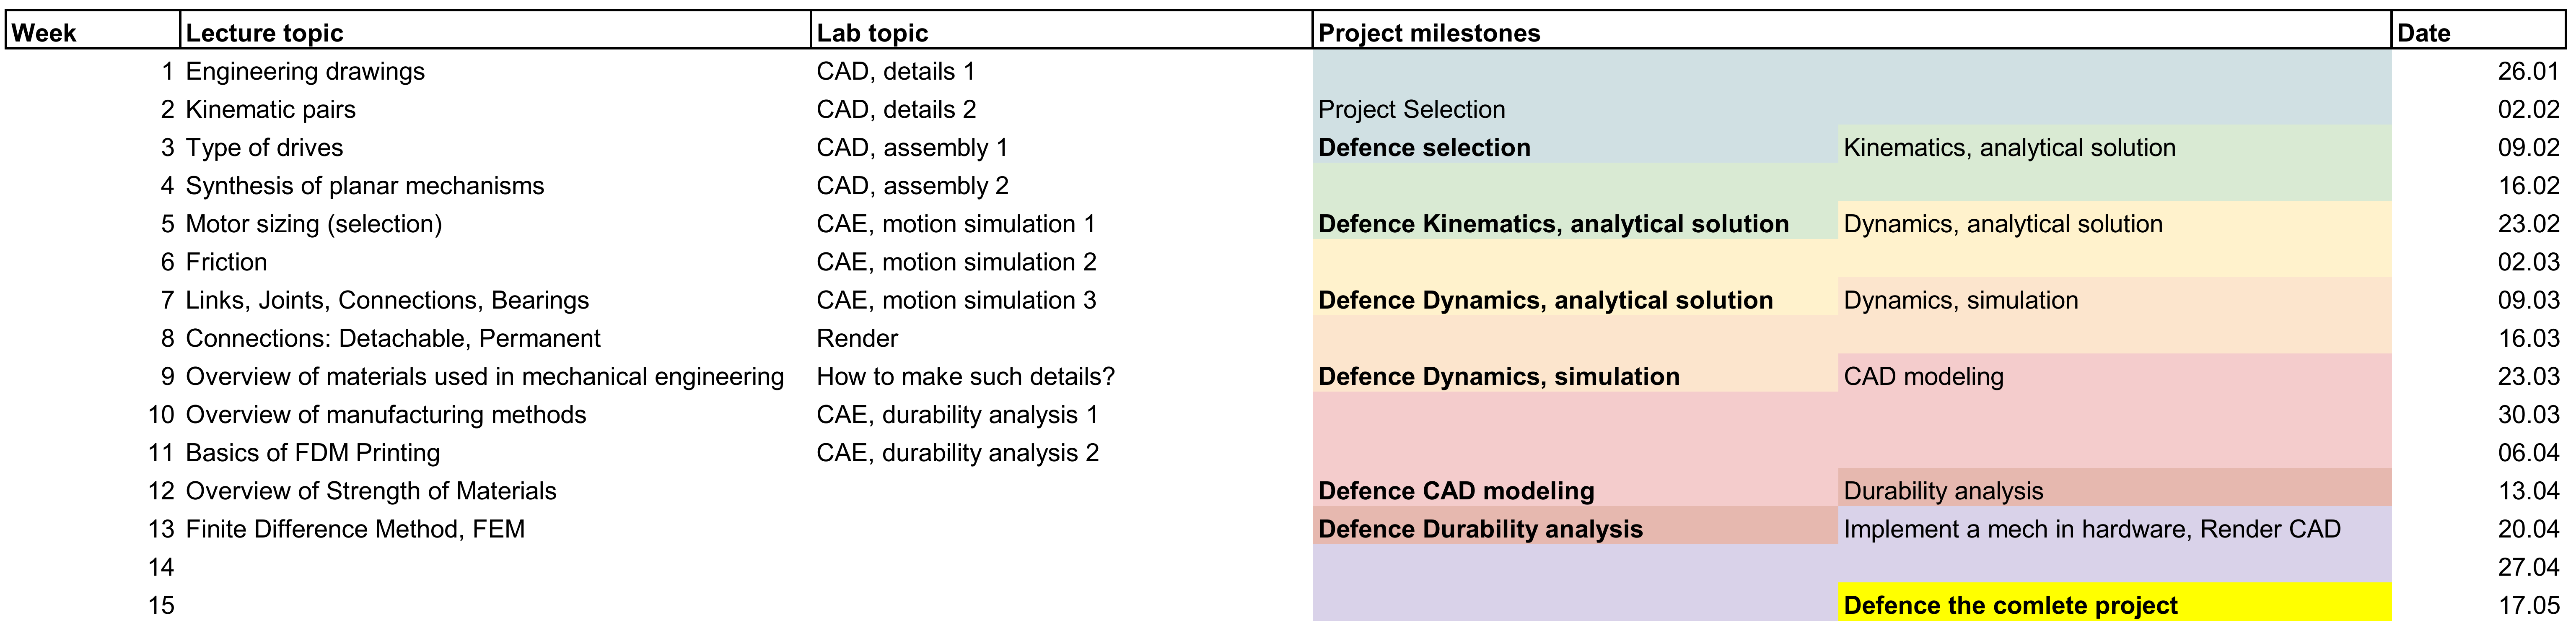 Week Lecture topic Lab topic Project milestones Date
1 Engineering drawings CAD, details 1 26.01
2 Kinematic pairs CAD, details 2 Project Selection 02.02
3 Type of drives CAD, assembly 1 Defence selection Kinematics, analytical solution 09.02
4 Synthesis of planar mechanisms CAD, assembly 2 16.02
5 Motor sizing (selection) CAE, motion simulation 1 Defence Kinematics, analytical solution Dynamics, analytical solution 23.02
6 Friction CAE, motion simulation 2 02.03
7 Links, Joints, Connections, Bearings CAE, motion simulation 3 Defence Dynamics, analytical solution Dynamics, simulation 09.03
8 Connections: Detachable, Permanent Render 16.03
9 Overview of materials used in mechanical engineering How to make such details? Defence Dynamics, simulation CAD modeling 23.03
10 Overview of manufacturing methods CAE, durability analysis 1 30.03
11 Basics of FDM Printing CAE, durability analysis 2 06.04
12 Overview of Strength of Materials Defence CAD modeling Durability analysis 13.04
13 Finite Difference Method, FEM Defence Durability analysis Implement a mech in hardware, Render CAD 20.04
14 27.04
15 Defence the comlete project 17.05